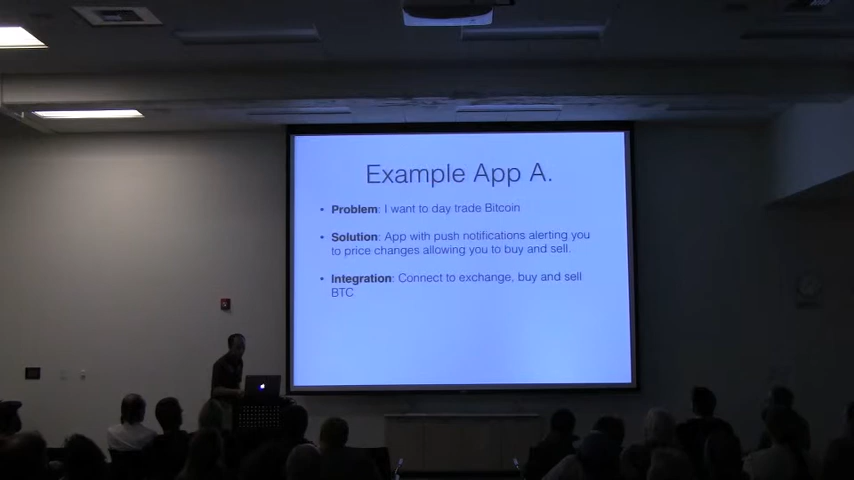 Example App A.
• Problem: I want to day trade Bitcoin
• Solution: App with push notifications alerting you
to price changes allowing you to buy and sell.
• Integration: Connect to exchange, buy and sell
BTC